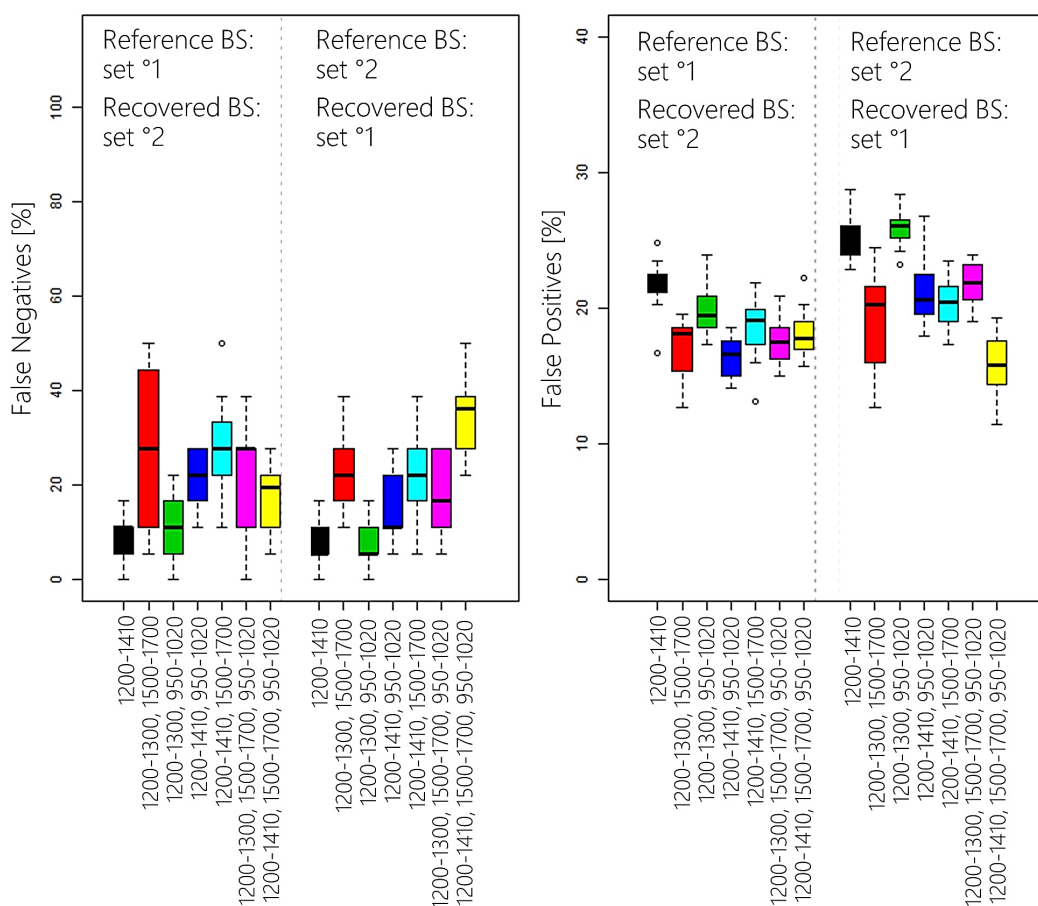 Reference BS:
set °1
Recovered BS:
set °2
Reference BS:
set °2
Recovered BS:
set °1
False Negatives [%]
100
80
60
40
20
0
1200-1410
1200-1300, 1500-1700
1200-1300, 950-1020
1200-1410, 950-1020
1200-1410, 1500-1700
1200-1300, 1500-1700, 950-1020
1200-1410, 1500-1700, 950-1020
1200-1410
1200-1300, 1500-1700
1200-1300, 950-1020
1200-1410, 950-1020
1200-1410, 1500-1700
1200-1300, 1500-1700, 950-1020
1200-1410, 1500-1700, 950-1020
Reference BS:
set °1
Recovered BS:
set °2
Reference BS:
set °2
Recovered BS:
set °1
False Positives [%]
40
30
20
10
0
1200-1410
1200-1300, 1500-1700
1200-1300, 950-1020
1200-1410, 950-1020
1200-1410, 1500-1700
1200-1300, 1500-1700, 950-1020
1200-1410, 1500-1700, 950-1020
1200-1410
1200-1300, 1500-1700
1200-1300, 950-1020
1200-1410, 950-1020
1200-1410, 1500-1700
1200-1300, 1500-1700, 950-1020
1200-1410, 1500-1700, 950-1020